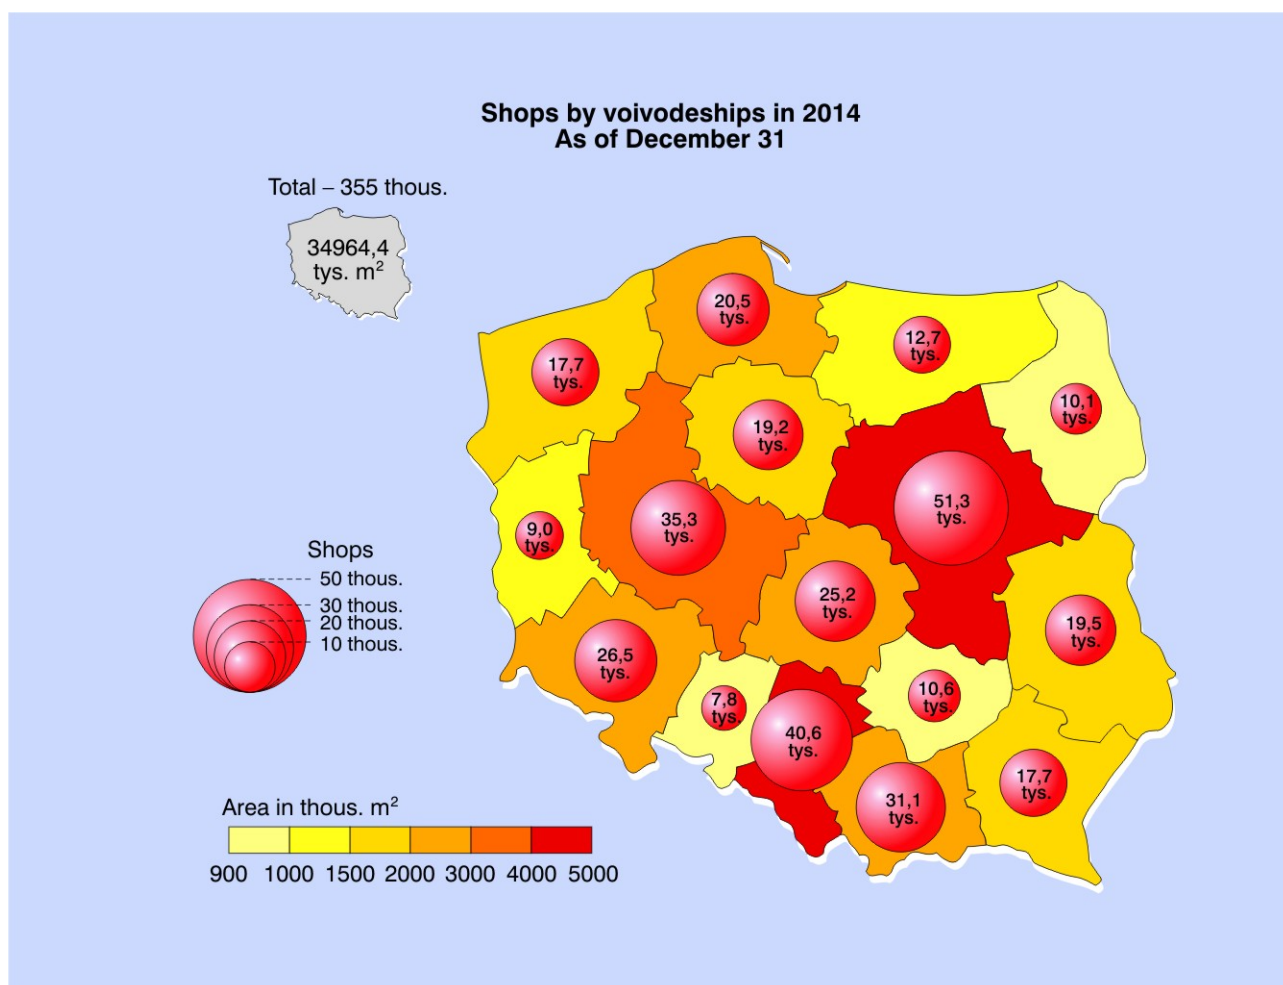 Shops by voivodeships in 2014
As of December 31
Total – 355 thous.
34964,4
tys. m²
20,5
tys.
12,7
tys.
17,7
tys.
10,1
tys.
19,2
tys.
51,3
tys.
35,3
tys.
9,0
tys.
Shops
50 thous.
30 thous.
20 thous.
10 thous.
25,2
tys.
19,5
tys.
26,5
tys.
7,8
tys.
10,6
tys.
40,6
tys.
17,7
tys.
31,1
tys.
Area in thous. m²
900 1000 1500 2000 3000 4000 5000